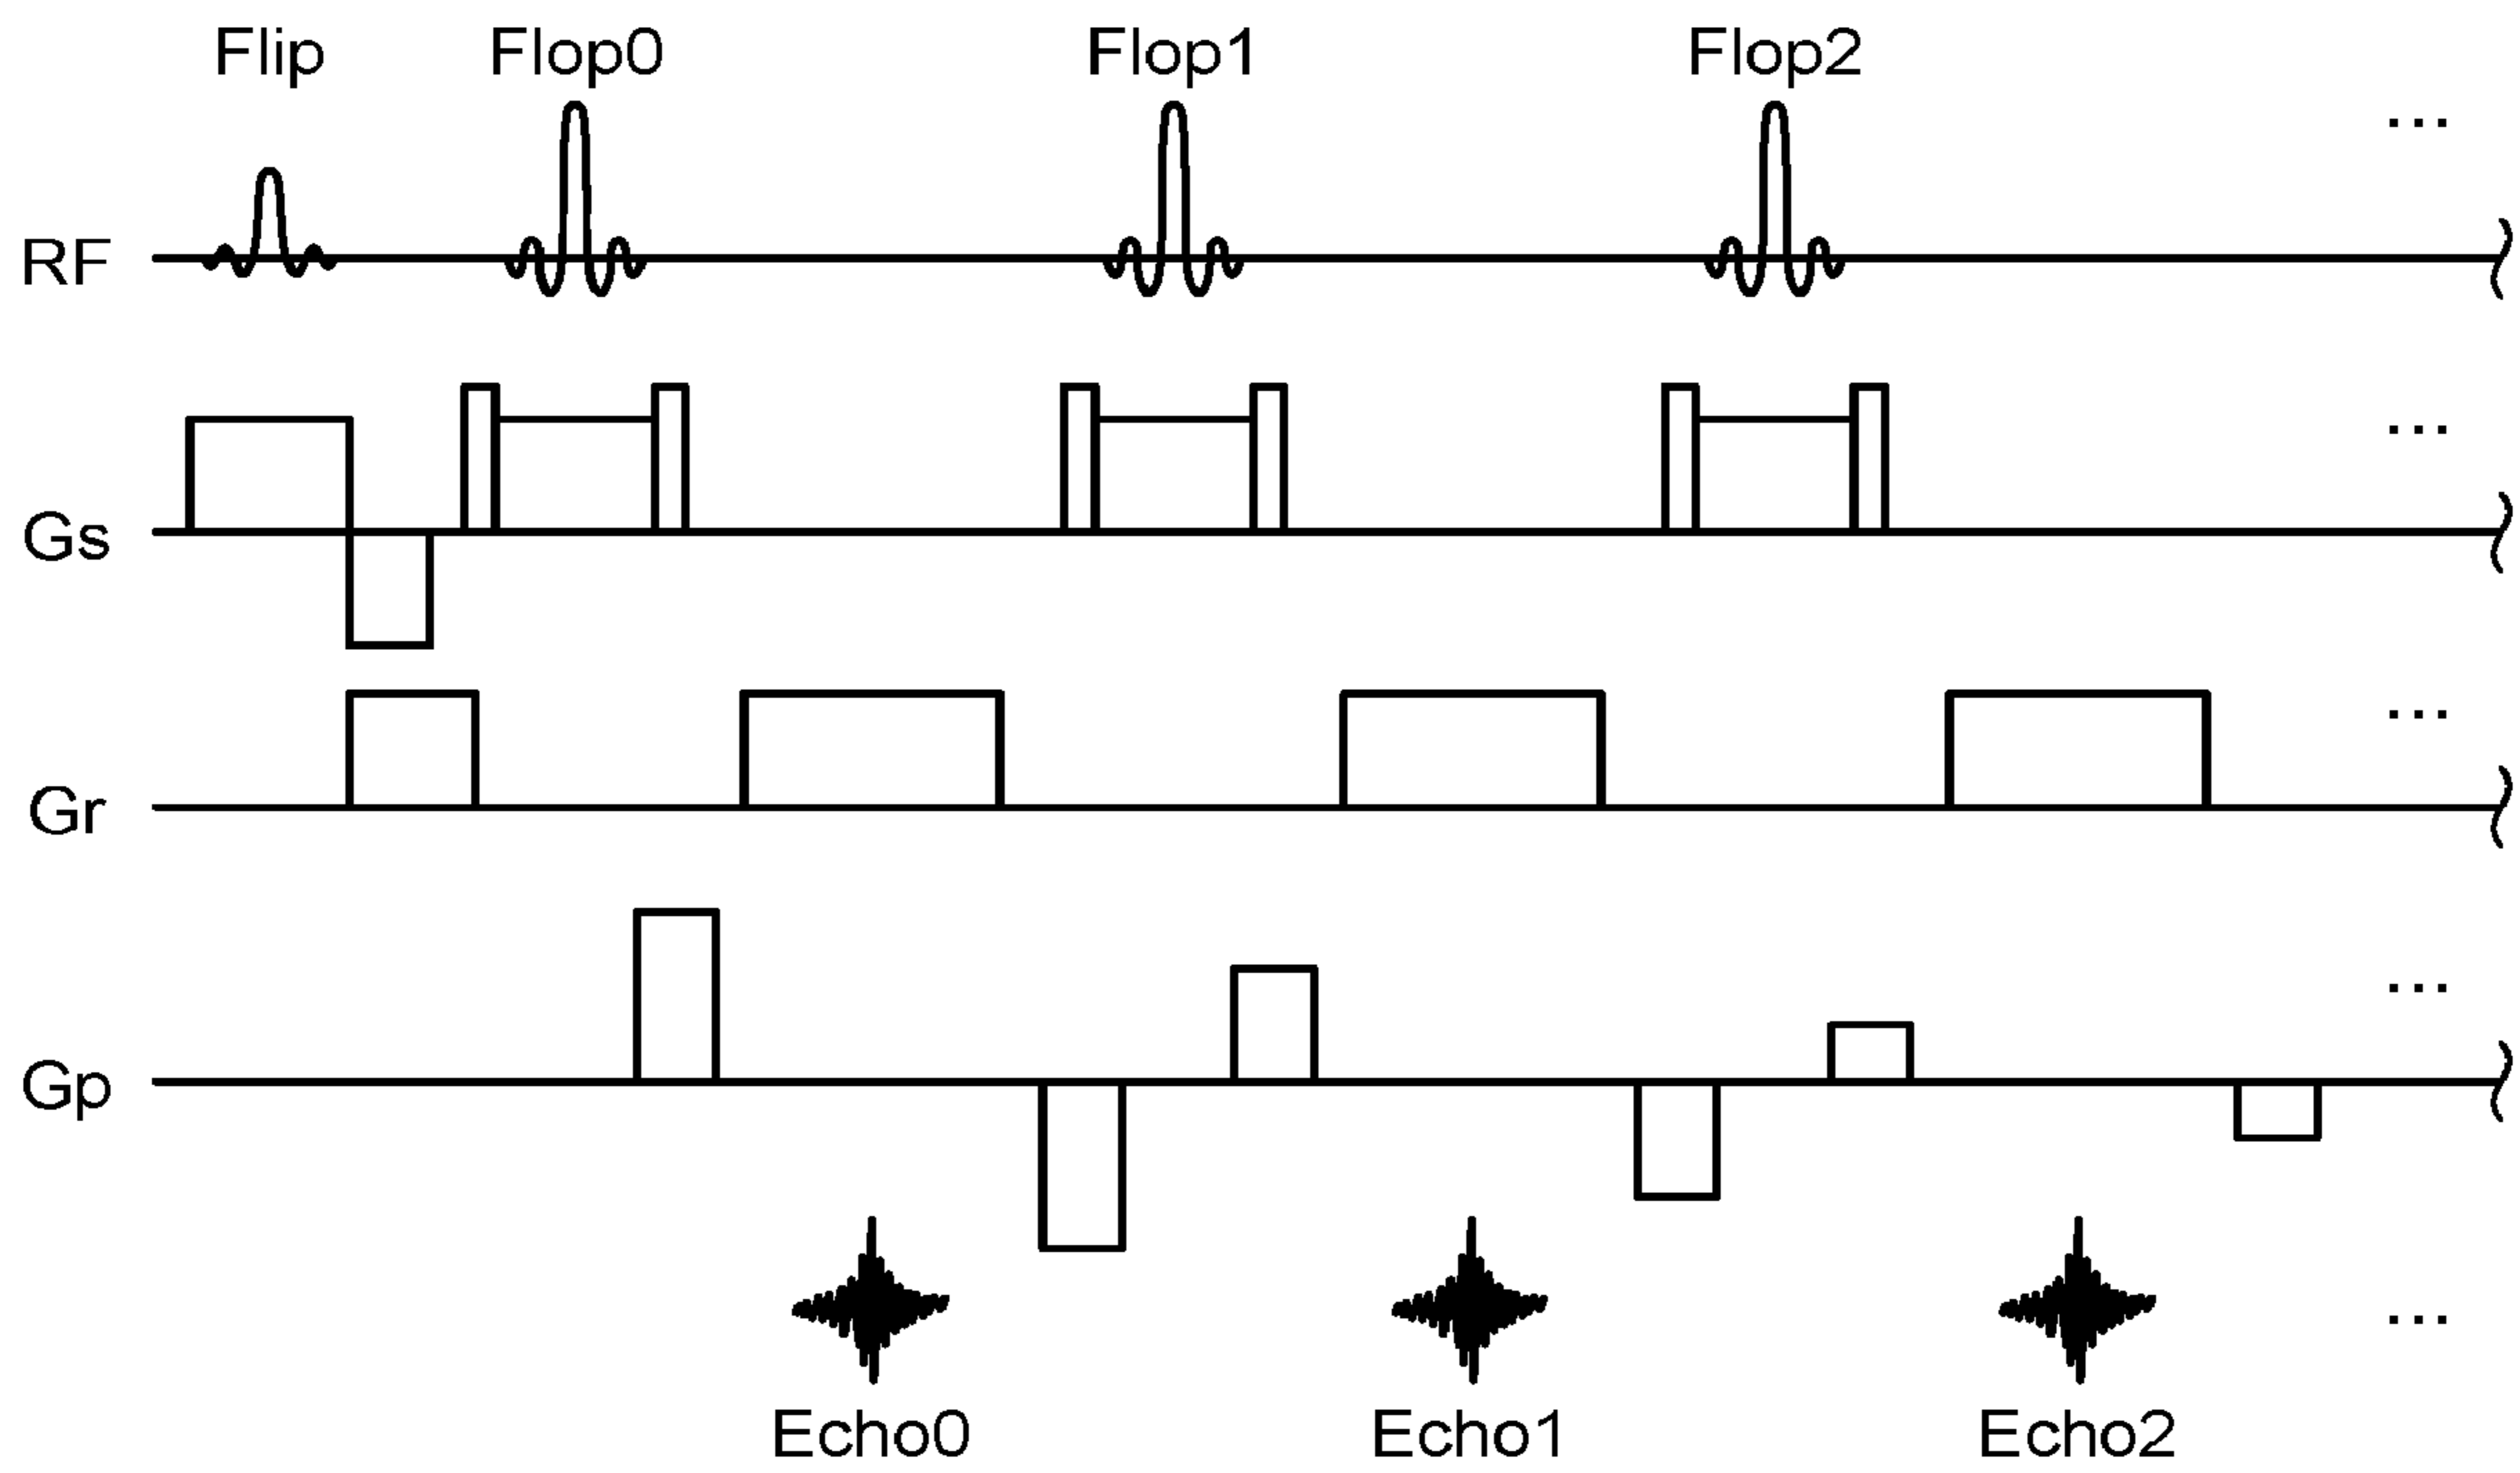 Flip Flop0 Flop1 Flop2
...
RF
...
Gs
...
Gr
...
Gp
...
Echo0 Echo1 Echo2